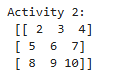 Activity 2:
[[ 2  3  4]
[ 5  6  7]
[ 8  9 10]]